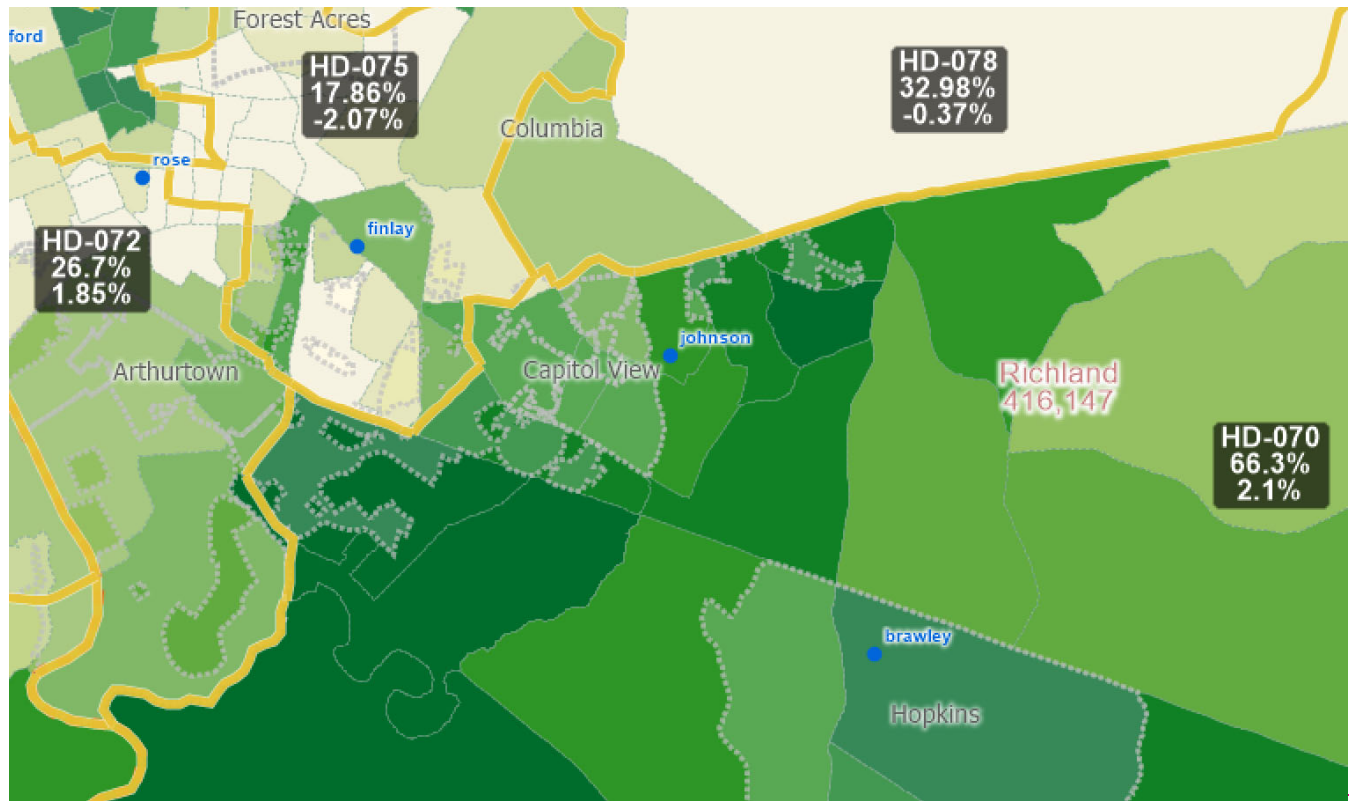 Forest Acres
ford
HD-075
17.86%
-2.07%
HD-078
32.98%
-0.37%
Columbia
rose
finlay
HD-072
26.7%
1.85%
johnson
Arthurtown
Capitol View
Richland
416,147
HD-070
66.3%
2.1%
brawley
Hopkins